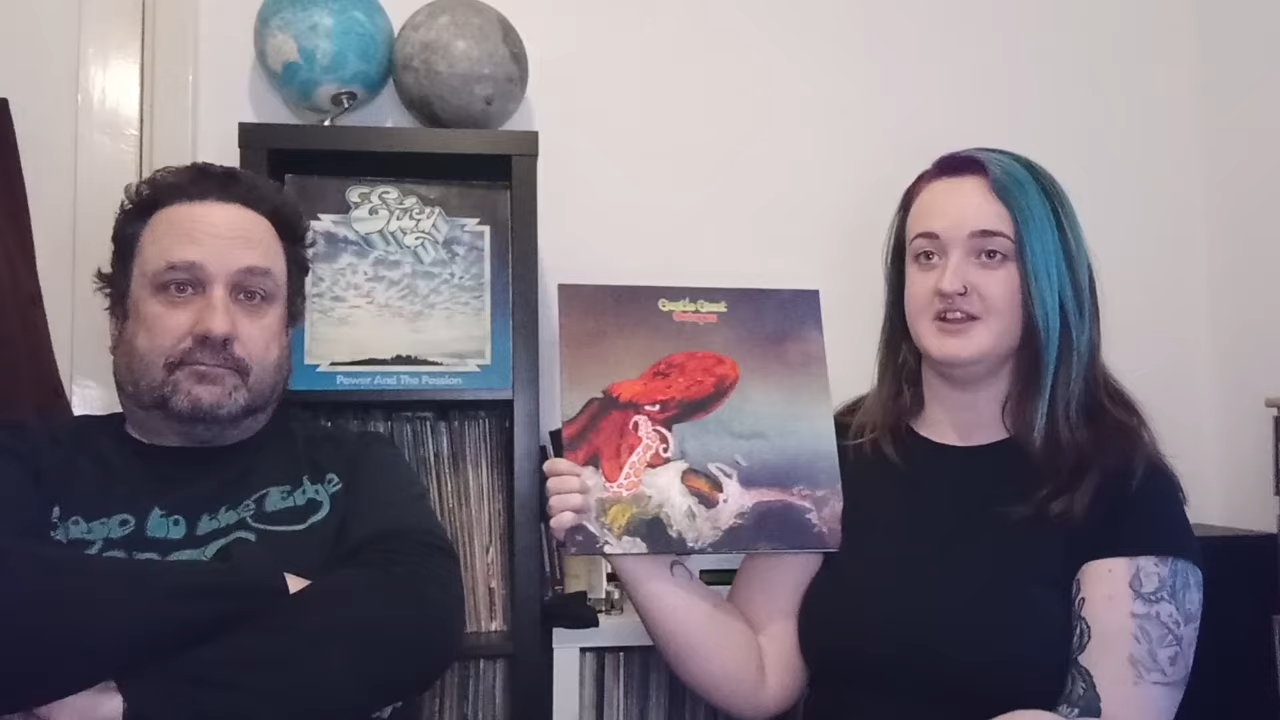 Eloy
Power And The Passion
Gentle Giant
Octopus
Close to the Edge